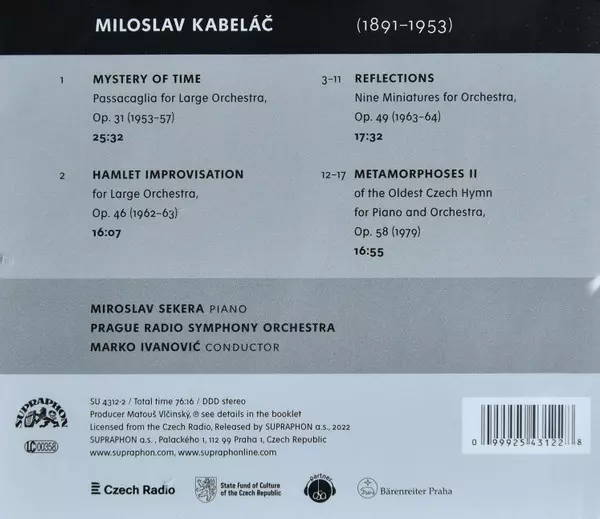 MILOSLAV KABELÁČ (1891–1953)
1 MYSTERY OF TIME
Passacaglia for Large Orchestra,
Op. 31 (1953–57)
25:32
2 HAMLET IMPROVISATION
for Large Orchestra,
Op. 46 (1962–63)
16:07
3–11 REFLECTIONS
Nine Miniatures for Orchestra,
Op. 49 (1963–64)
17:32
12–17 METAMORPHOSES II
of the Oldest Czech Hymn
for Piano and Orchestra,
Op. 58 (1979)
16:55
MIROSLAV SEKERA PIANO
PRAGUE RADIO SYMPHONY ORCHESTRA
MARKO IVANOVIĆ CONDUCTOR
SUPRAPHON
LC 00358
SU 4312-2 / Total time 76:16 / DDD stereo
Producer Matouš Vlčinský, ℗ see details in the booklet
Licensed from the Czech Radio, Released by SUPRAPHON a.s., 2022
SUPRAPHON a.s., Palackého 1, 112 99 Praha 1, Czech Republic
www.supraphon.com, www.supraphonline.com
0 99925 43122 8
Czech Radio
State Fund of Culture
of the Czech Republic
partner
osa
Bärenreiter Praha